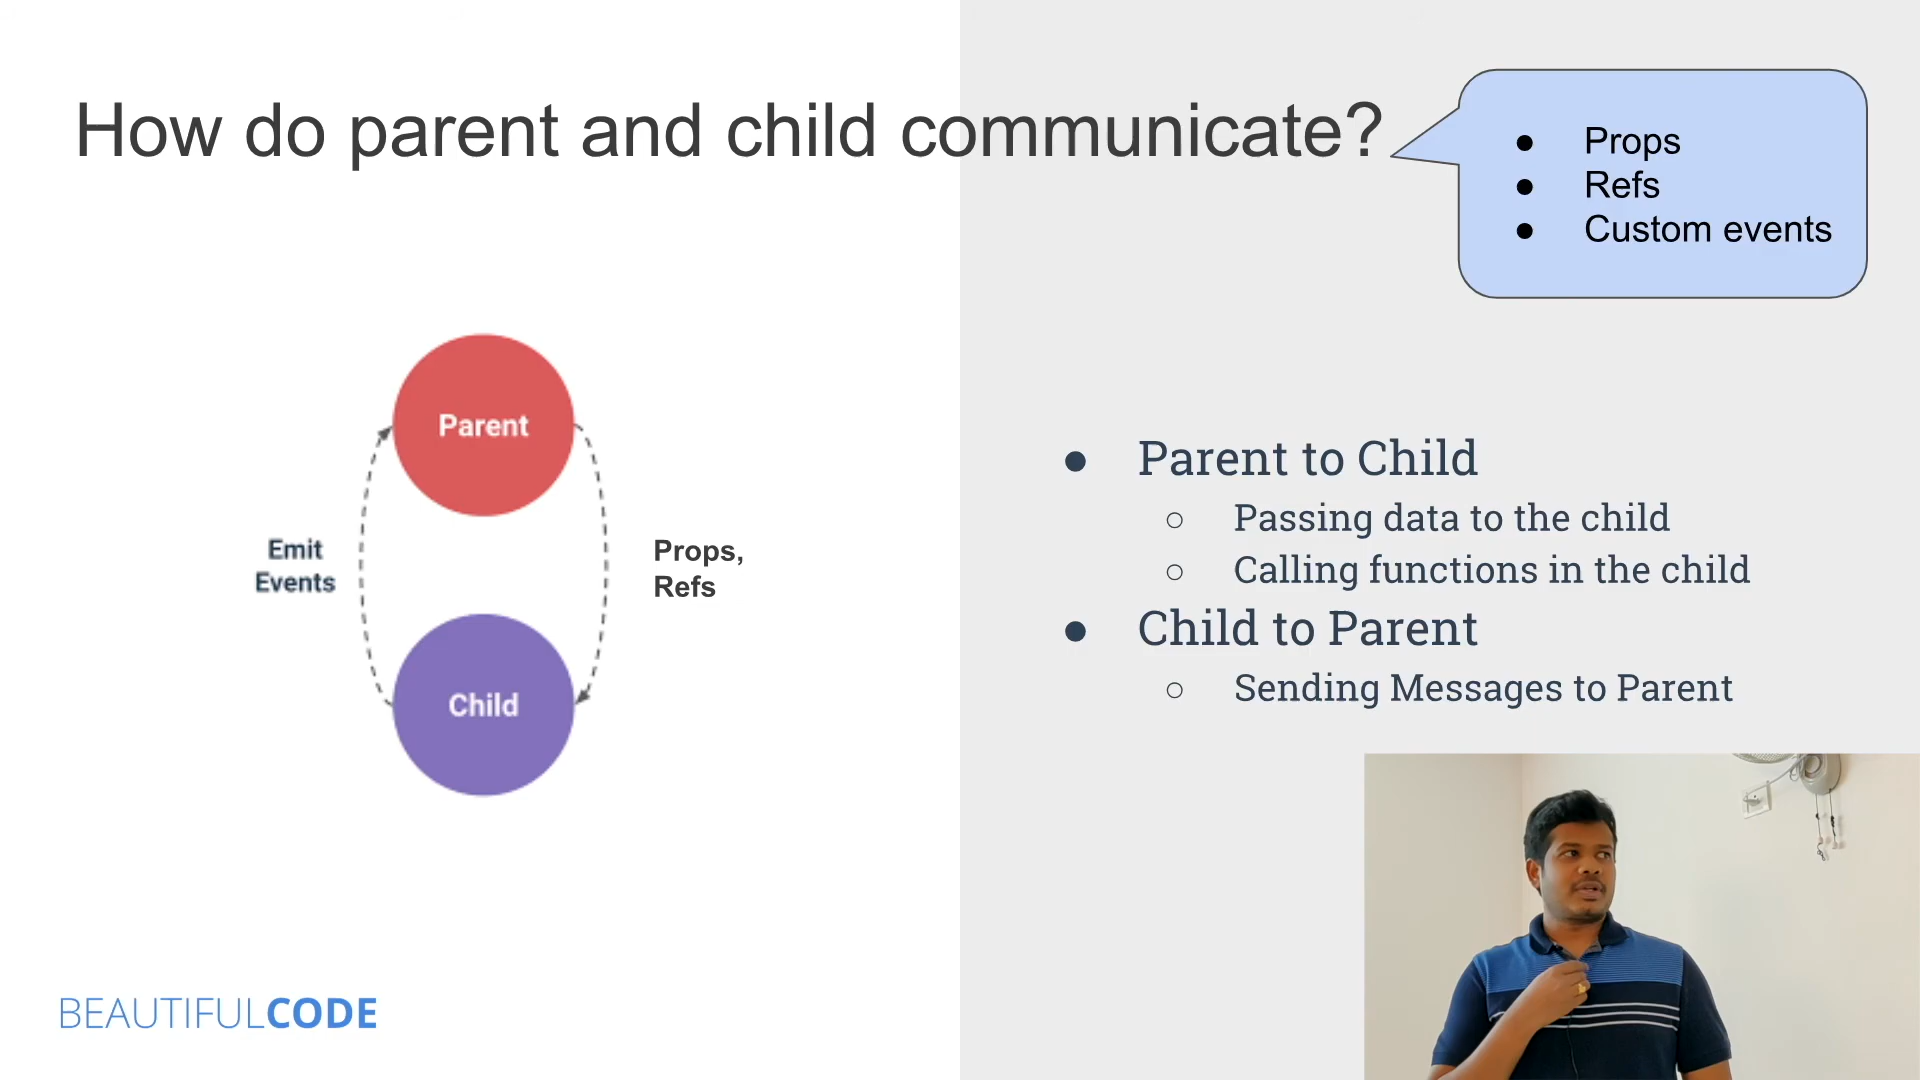 How do parent and child communicate?
● Props
● Refs
● Custom events
Parent
Emit
Events
Props,
Refs
Child
● Parent to Child
○ Passing data to the child
○ Calling functions in the child
● Child to Parent
○ Sending Messages to Parent
BEAUTIFULCODE